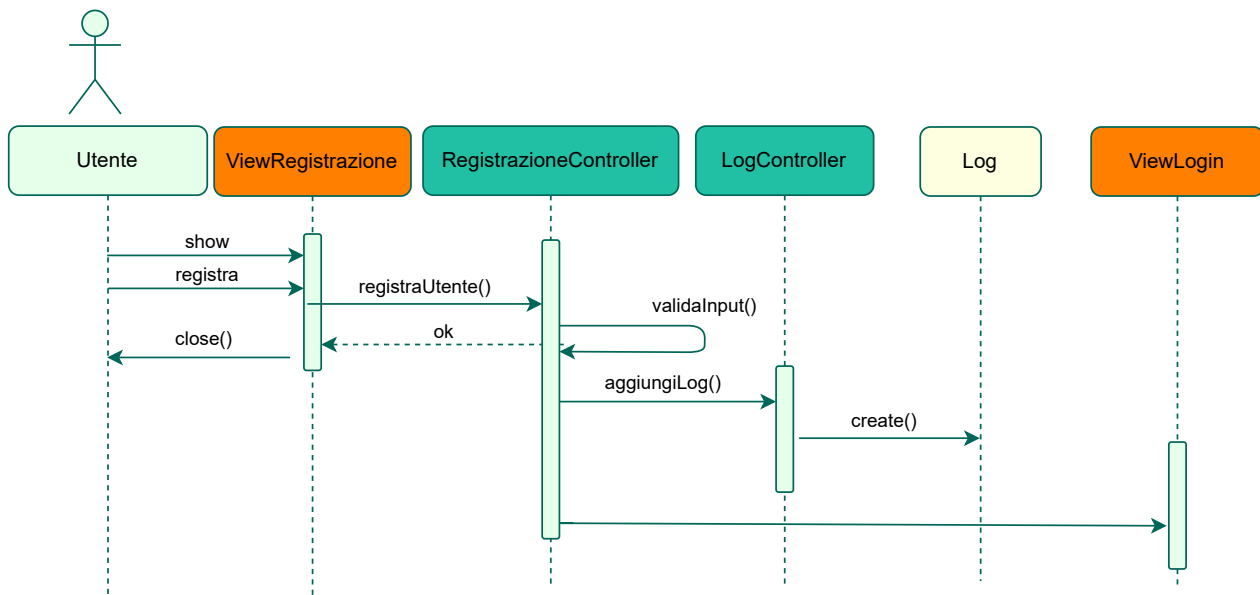 Utente
ViewRegistrazione
RegistrazioneController
LogController
Log
ViewLogin
show
registra
registraUtente()
validaInput()
ok
close()
aggiungiLog()
create()